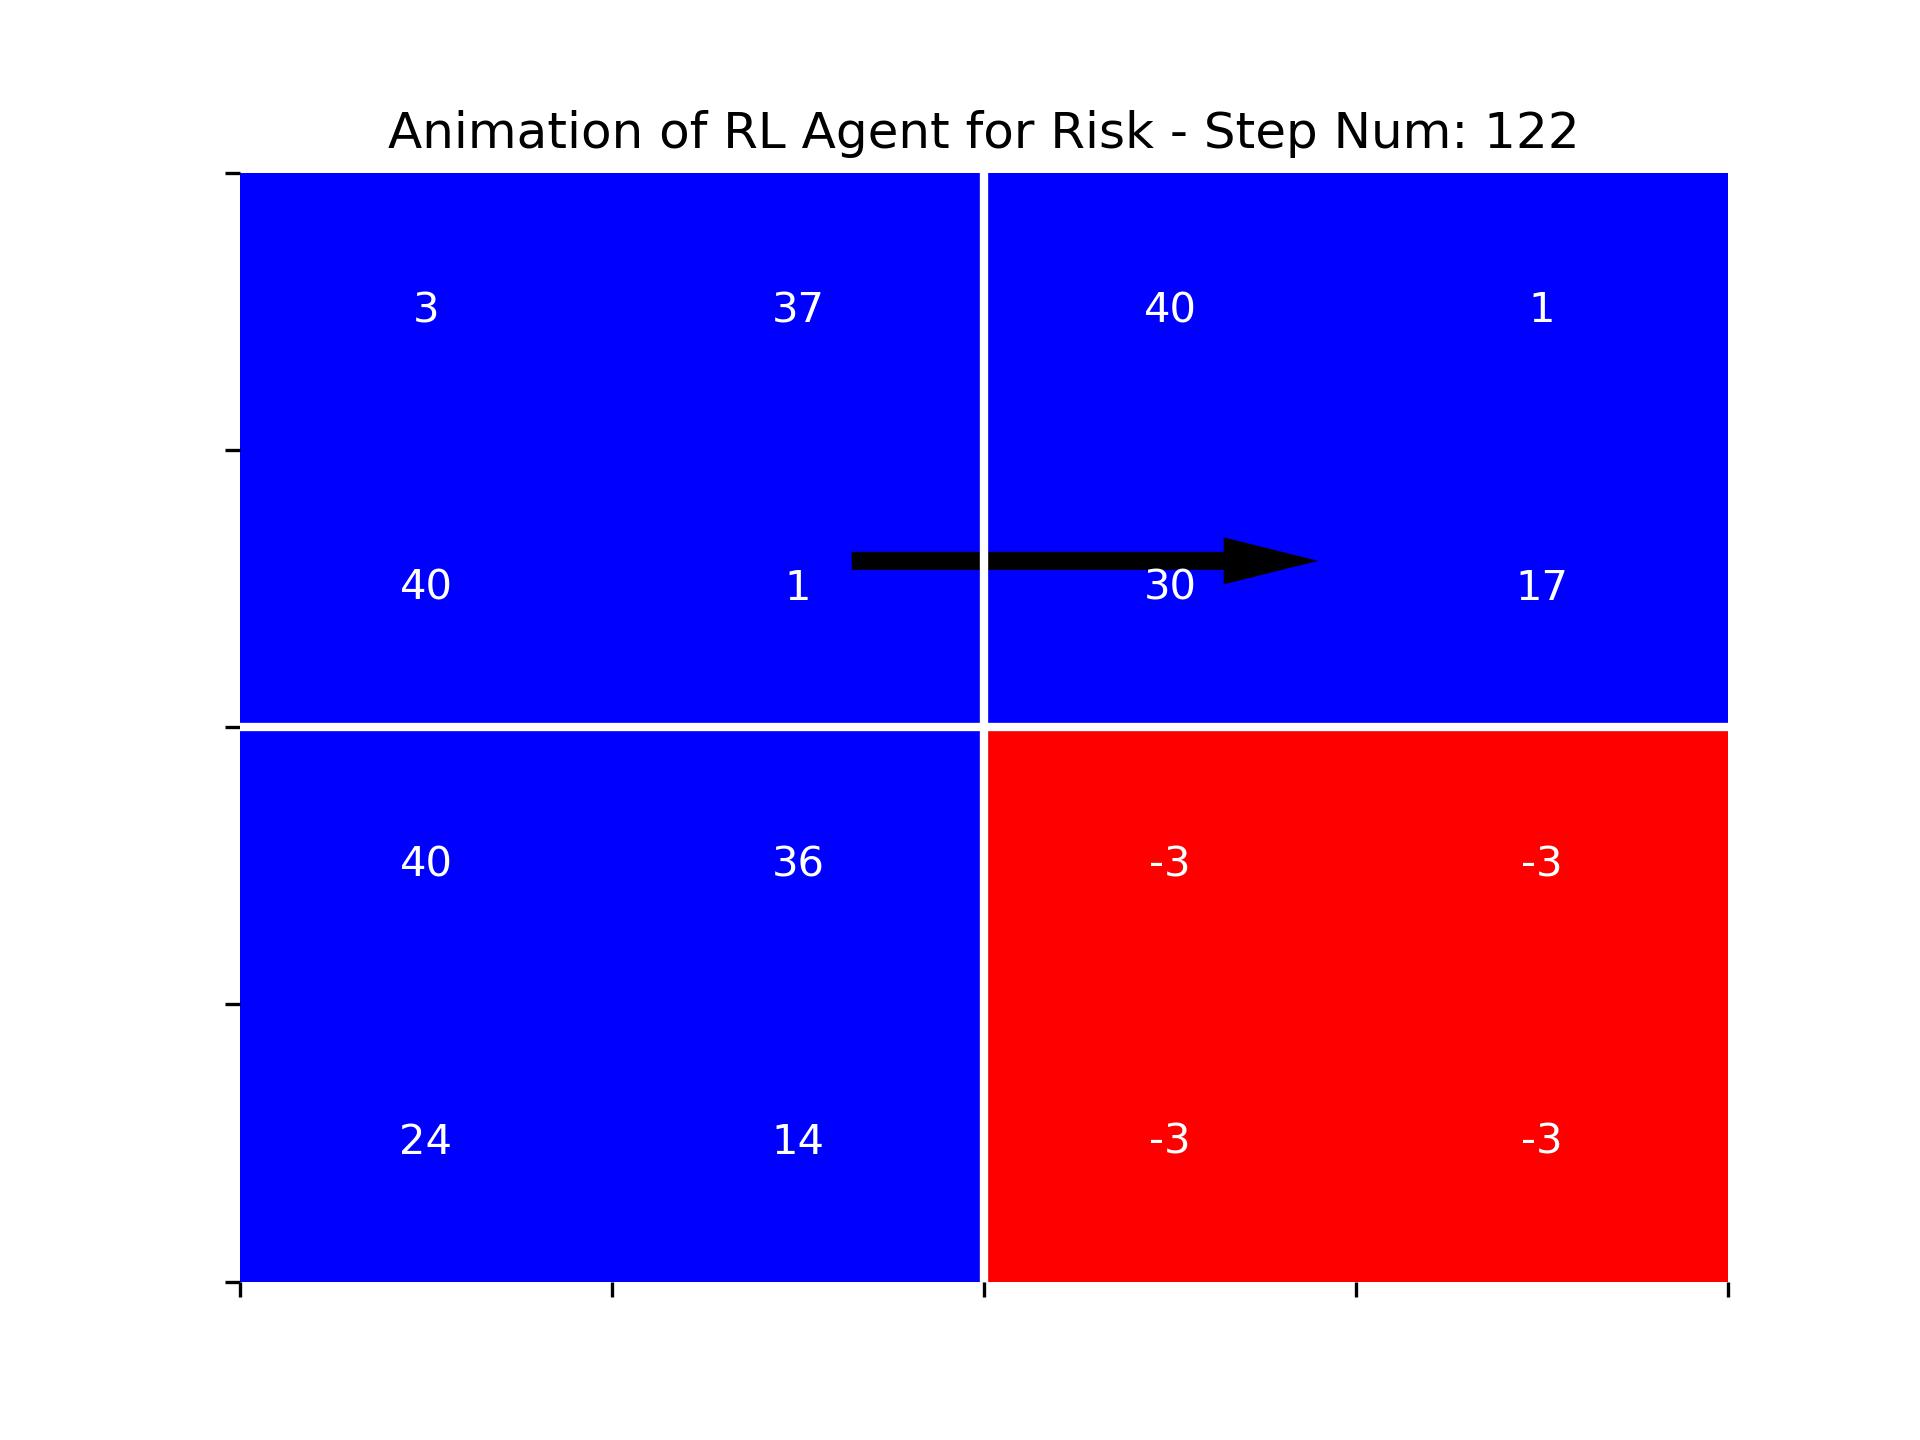 Animation of RL Agent for Risk - Step Num: 122
3 37 40 1
40 1 30 17
40 36 -3 -3
24 14 -3 -3